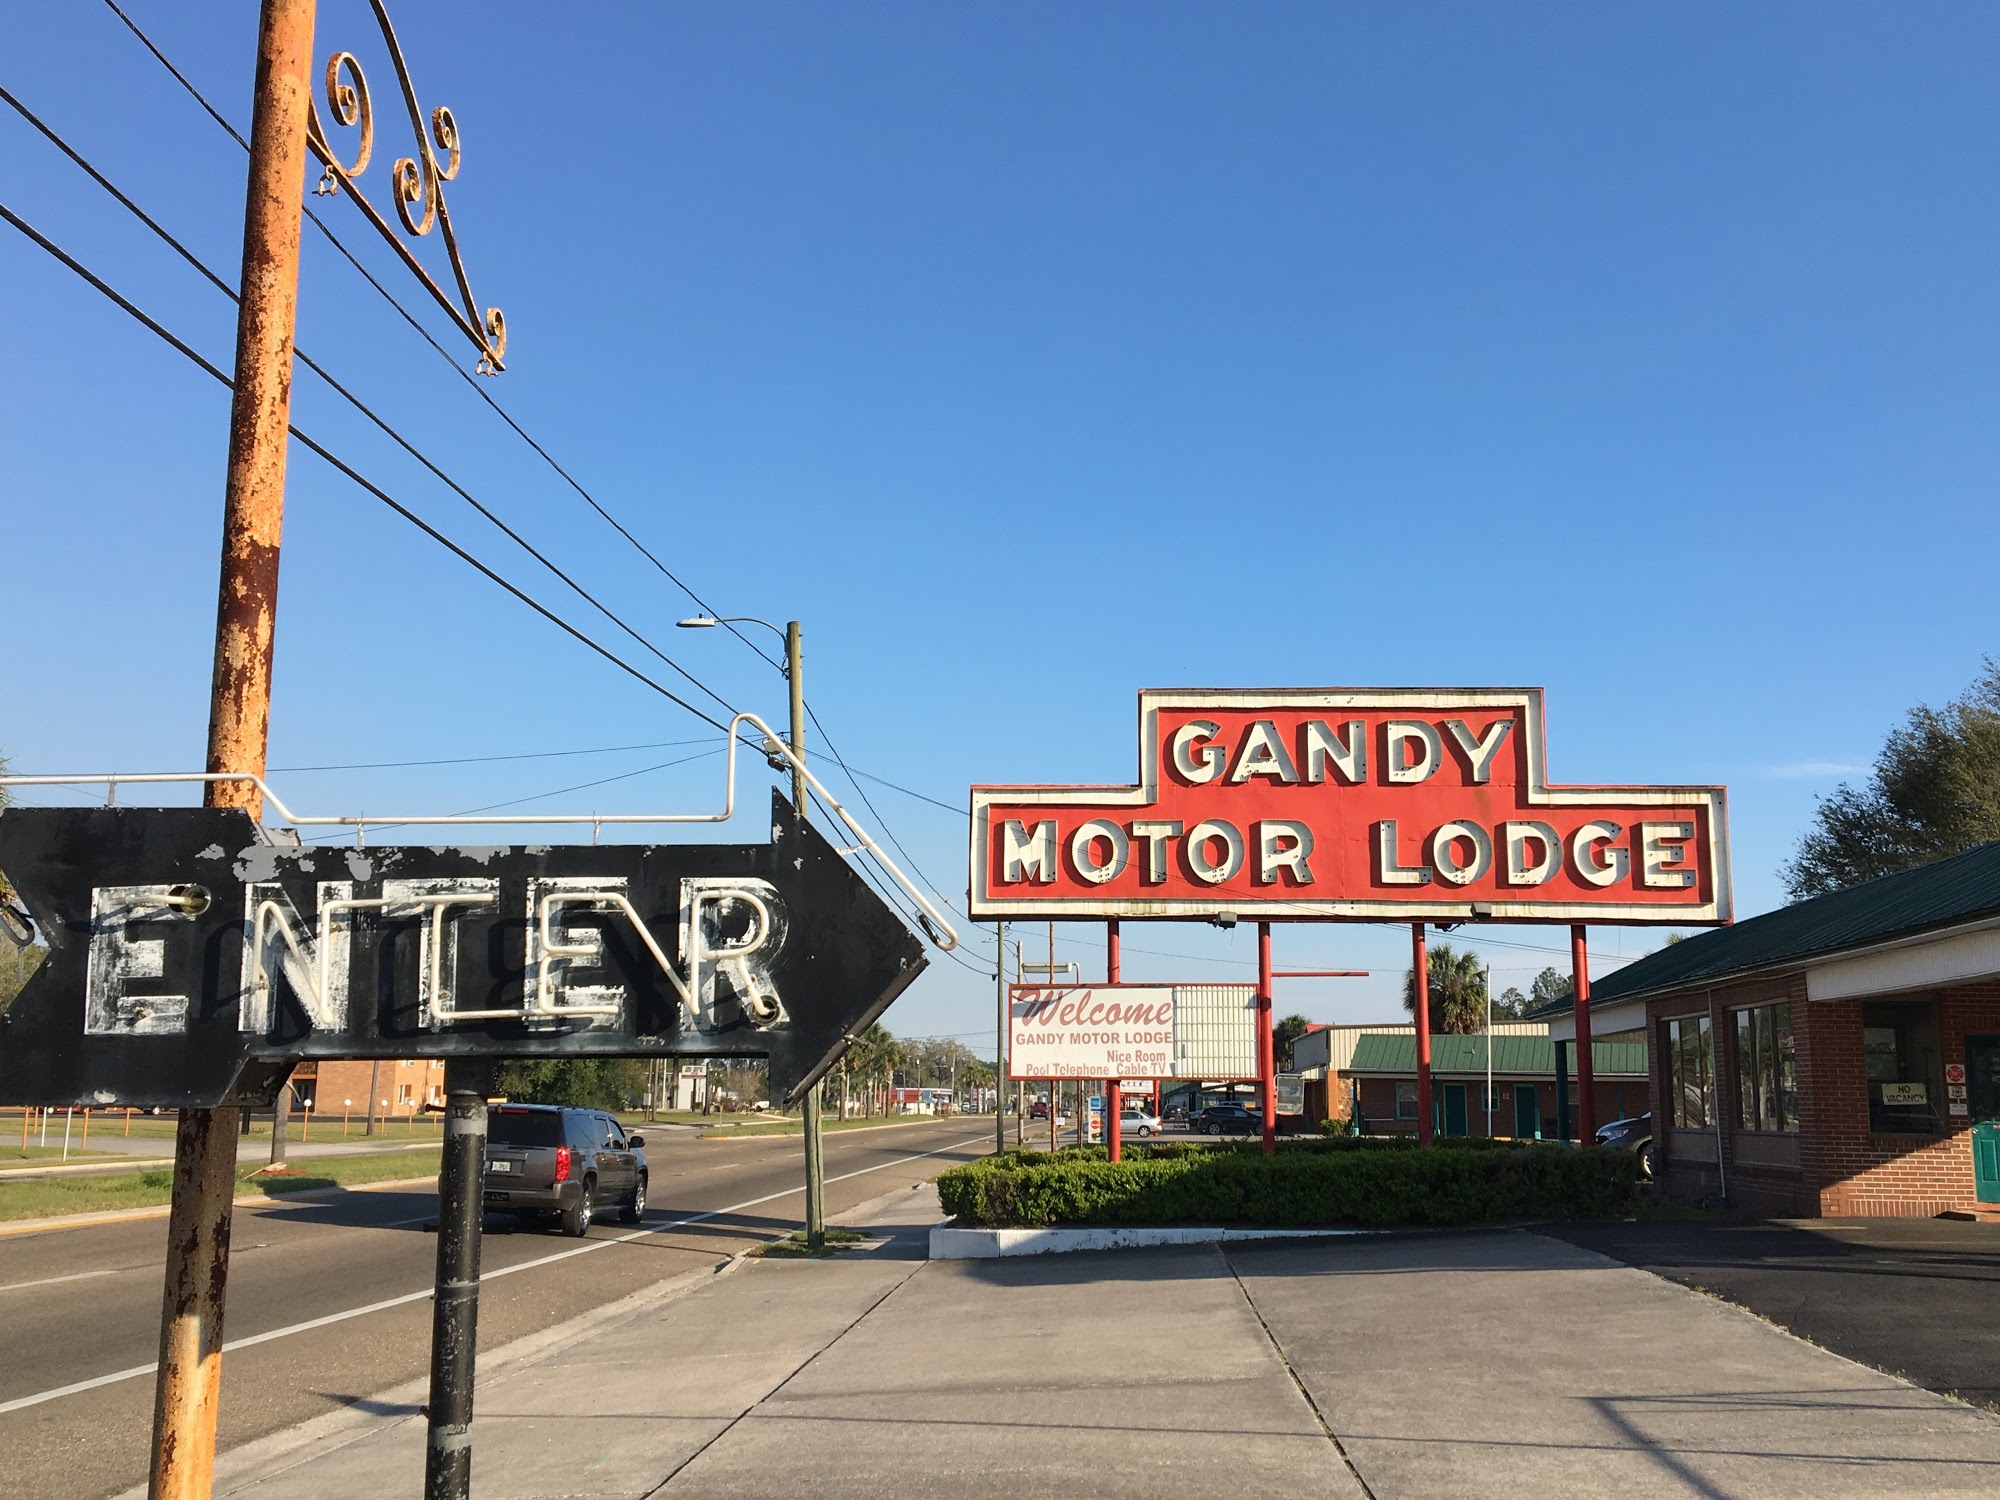 ENTER
GANDY
MOTOR LODGE
Welcome
GANDY MOTOR LODGE
Nice Room
Pool Telephone Cable TV
NO
VACANCY